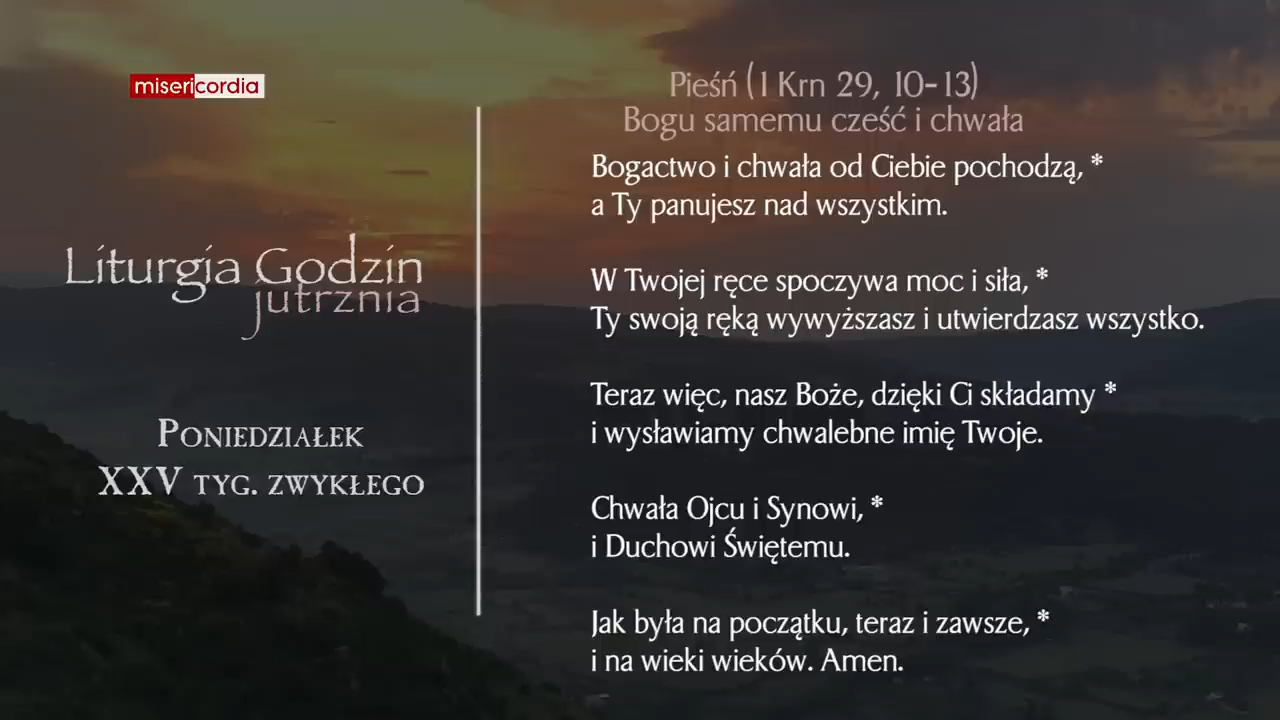 misericordia
Liturgia Godzin
jutrznia
Poniedziałek
XXV tyg. zwykłego
Pieśń (1 Krn 29, 10-13)
Bogu samemu cześć i chwała
Bogactwo i chwała od Ciebie pochodzą, *
a Ty panujesz nad wszystkim.
W Twojej ręce spoczywa moc i siła, *
Ty swoją ręką wywyższasz i utwierdzasz wszystko.
Teraz więc, nasz Boże, dzięki Ci składamy *
i wysławiamy chwalebne imię Twoje.
Chwała Ojcu i Synowi, *
i Duchowi Świętemu.
Jak była na początku, teraz i zawsze, *
i na wieki wieków. Amen.